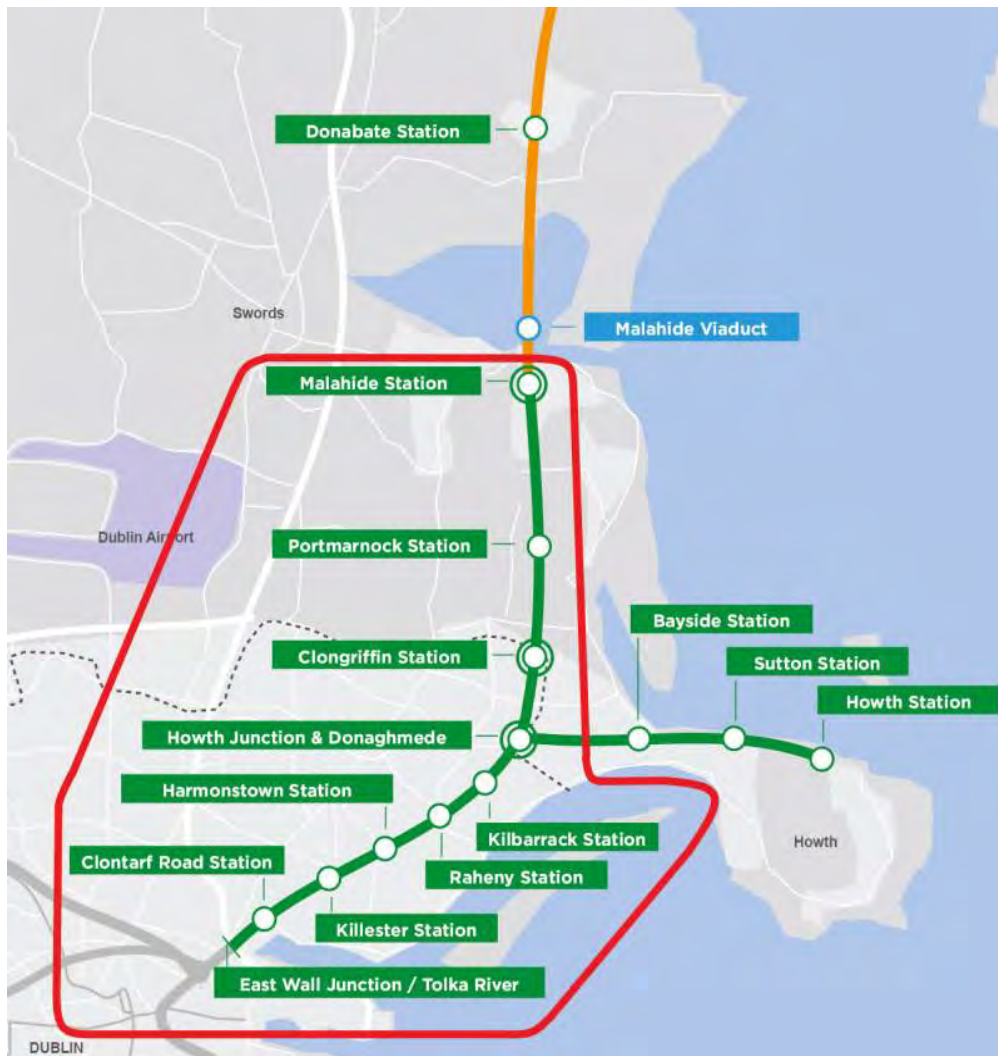 Donabate Station
Swords
Malahide Viaduct
Malahide Station
Dublin Airport
Portmarnock Station
Bayside Station
Clongriffin Station
Sutton Station
Howth Station
Howth Junction & Donaghmede
Harmonstown Station
Kilbarrack Station
Howth
Clontarf Road Station
Raheny Station
Killester Station
East Wall Junction / Tolka River
DUBLIN